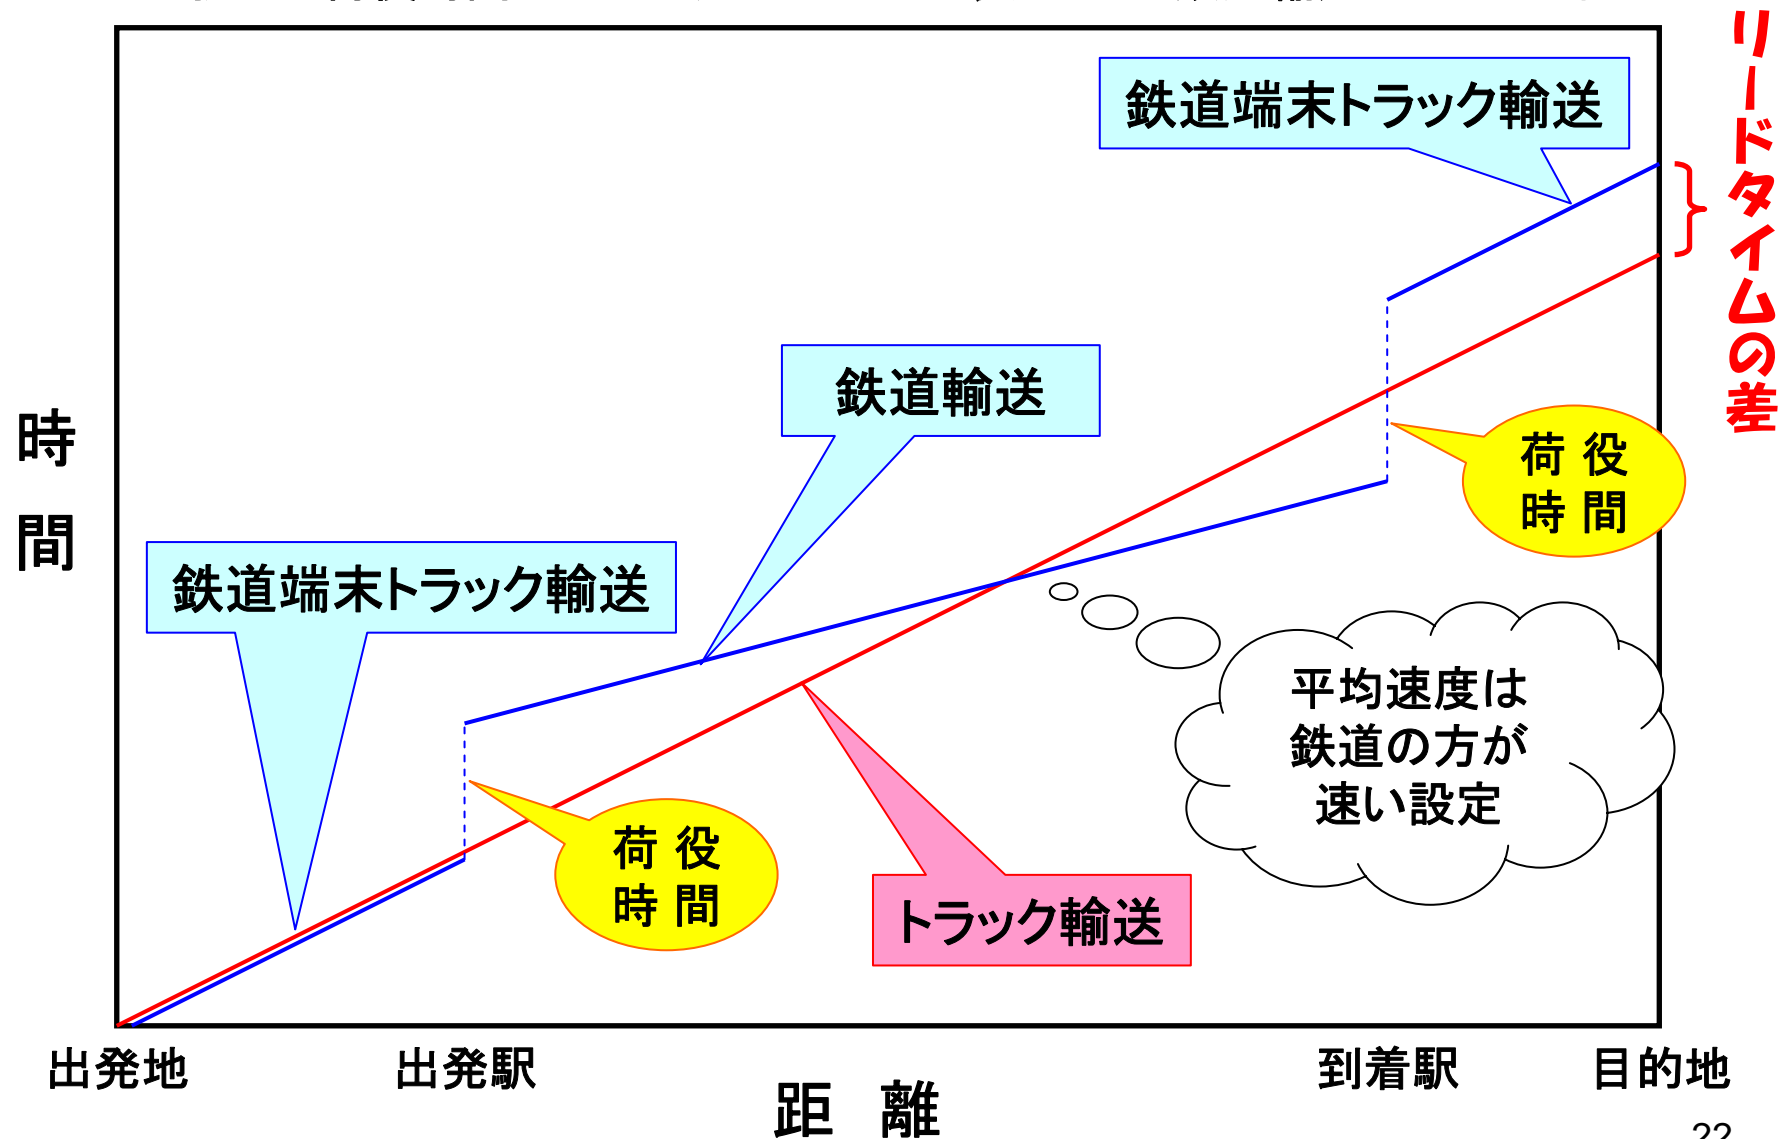 鉄道端末トラック輸送
リードタイムの差
鉄道輸送
時間
荷役
時間
鉄道端末トラック輸送
平均速度は
鉄道の方が
速い設定
荷役
時間
トラック輸送
出発地
出発駅
到着駅
目的地
距離
22